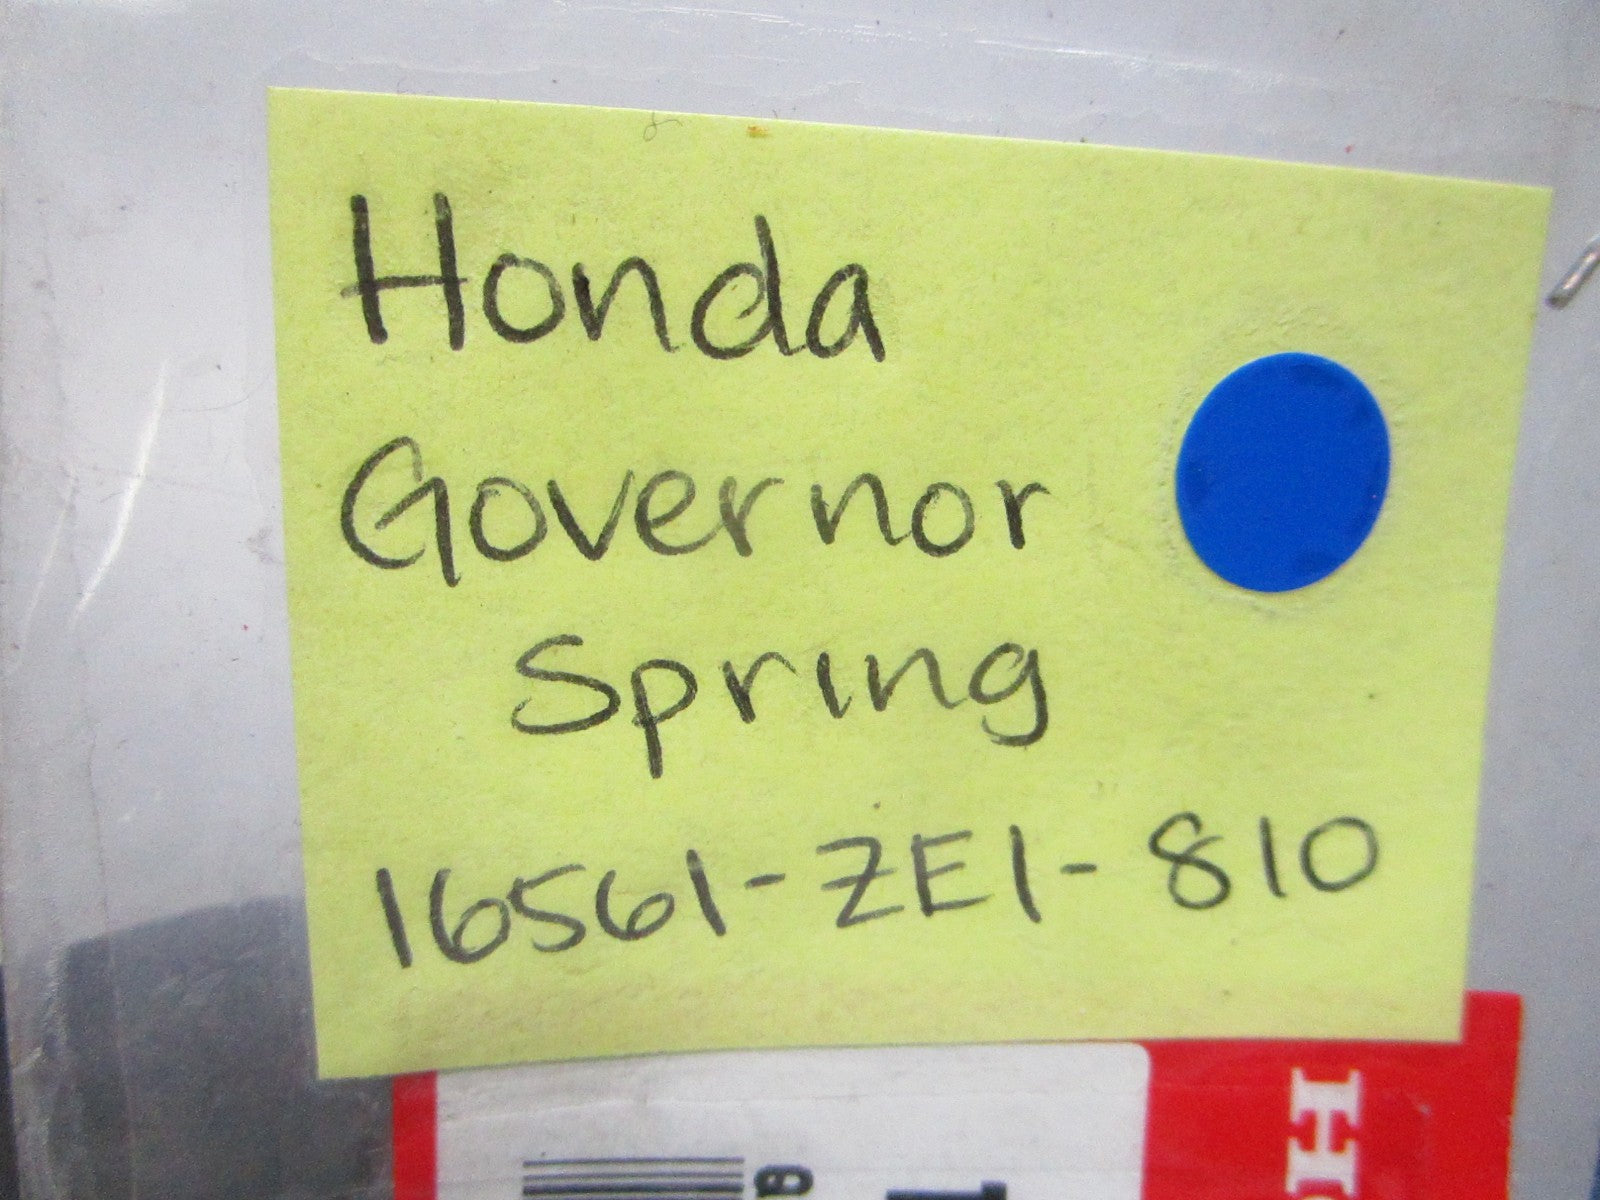 Honda
Governor
Spring
16561-ZE1-810
H